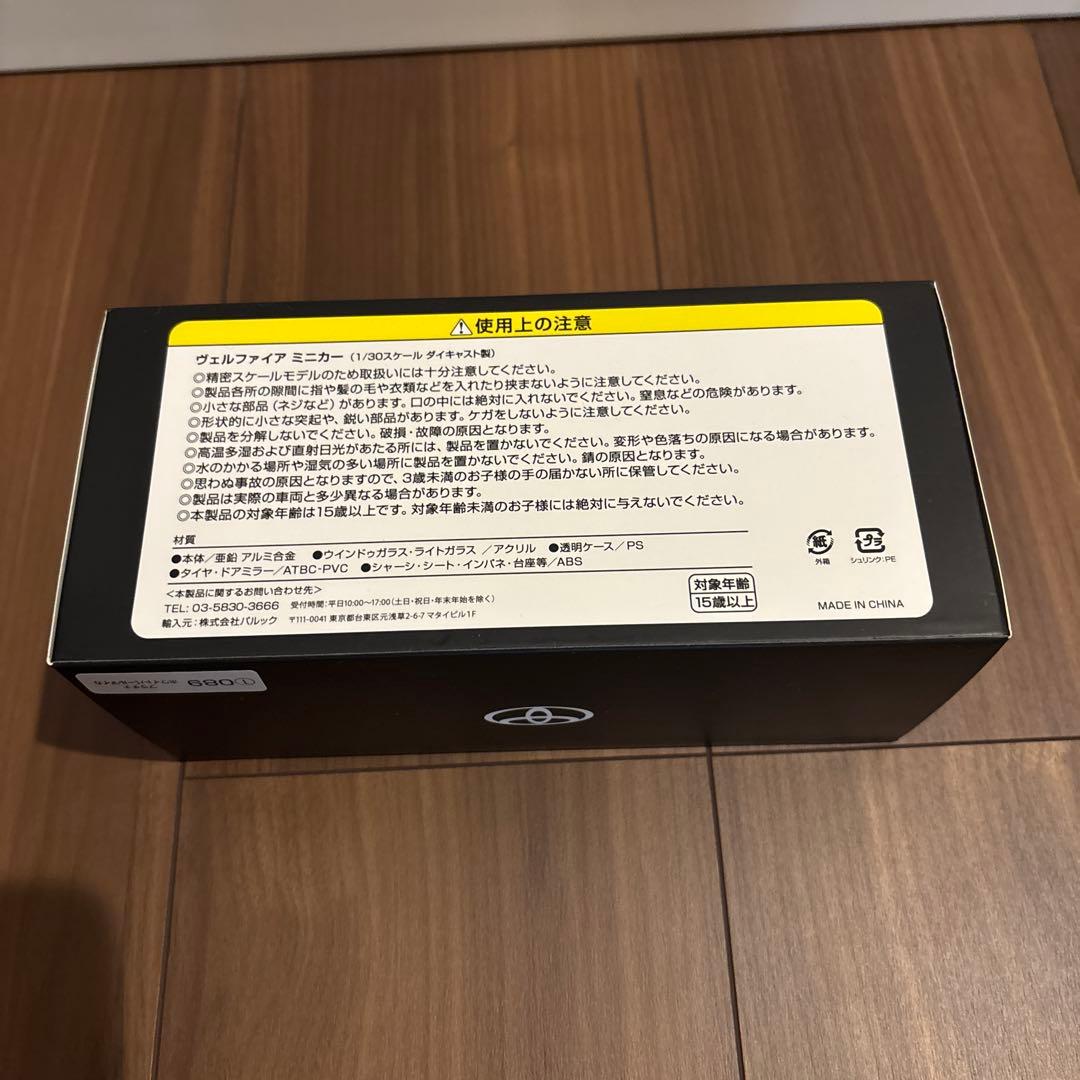 ⚠使用上の注意
ヴェルファイア ミニカー（1/30スケール ダイキャスト製）
◎精密スケールモデルのため取扱いには十分注意してください。
◎製品各所の隙間に指や髪の毛や衣類などを入れたり挟まないように注意してください。
◎小さな部品（ネジなど）があります。口の中には絶対に入れないでください。窒息などの危険があります。
◎形状的に小さな突起や、鋭い部品があります。ケガをしないように注意してください。
◎製品を分解しないでください。破損・故障の原因となります。
◎高温多湿および直射日光があたる所には、製品を置かないでください。変形や色落ちの原因になる場合があります。
◎水のかかる場所や湿気の多い場所に製品を置かないでください。錆の原因となります。
◎思わぬ事故の原因となりますので、3歳未満のお子様の手の届かない所に保管してください。
◎製品は実際の車両と多少異なる場合があります。
◎本製品の対象年齢は15歳以上です。対象年齢未満のお子様には絶対に与えないでください。
材質
●本体／亜鉛 アルミ合金 ●ウインドゥガラス・ライトガラス ／アクリル ●透明ケース／PS
●タイヤ・ドアミラー／ATBC-PVC ●シャーシ・シート・インパネ・台座等／ABS
＜本製品に関するお問い合わせ先＞
TEL: 03-5830-3666 受付時間：平日10:00〜17:00（土日・祝日・年末年始を除く）
輸入元：株式会社バルック 〒111-0041 東京都台東区元浅草2-6-7 マタイビル1F
対象年齢
15歳以上
紙
外箱
プラ
シュリンク：PE
MADE IN CHINA
①089
プラチナ
ホワイトパールマイカ